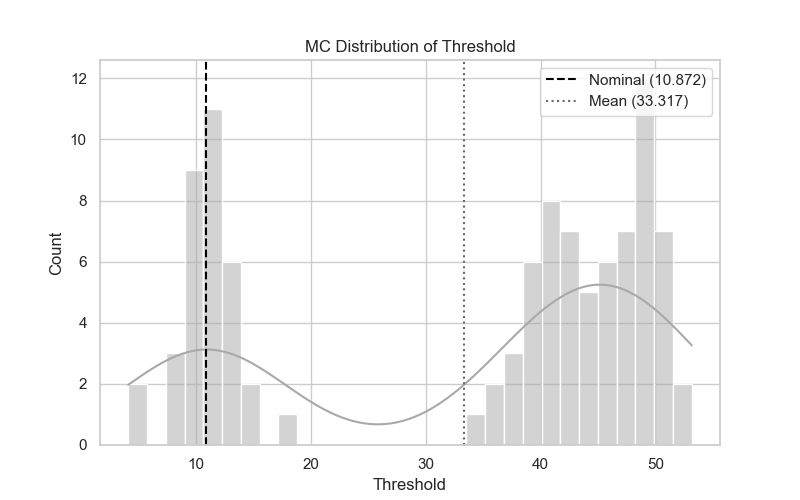 MC Distribution of Threshold
Nominal (10.872)
Mean (33.317)
Count
12
10
8
6
4
2
0
10 20 30 40 50
Threshold